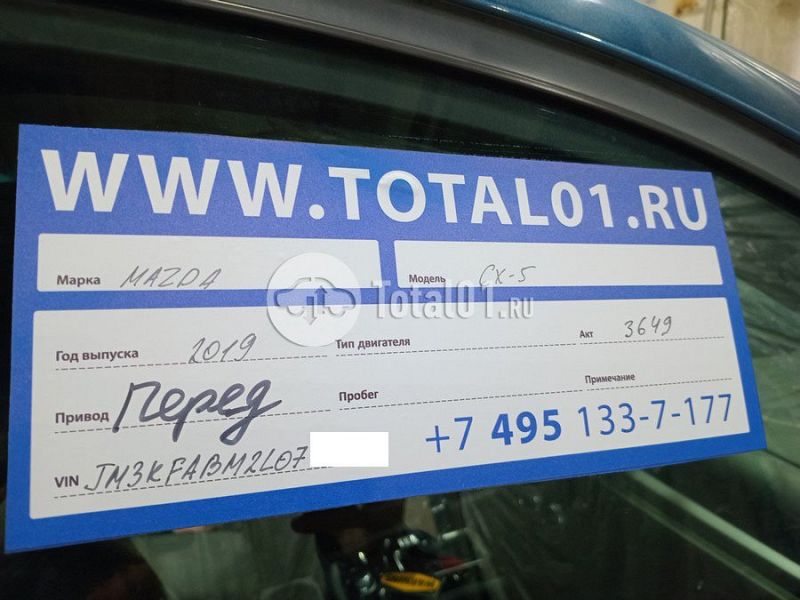 WWW.TOTAL01.RU
Марка MAZDA Модель CX-5
Total01.RU
Год выпуска 2019 Тип двигателя Акт 3649
Привод Перед Пробег Примечание
+7 495 133-7-177
VIN JM3KFABM2L07